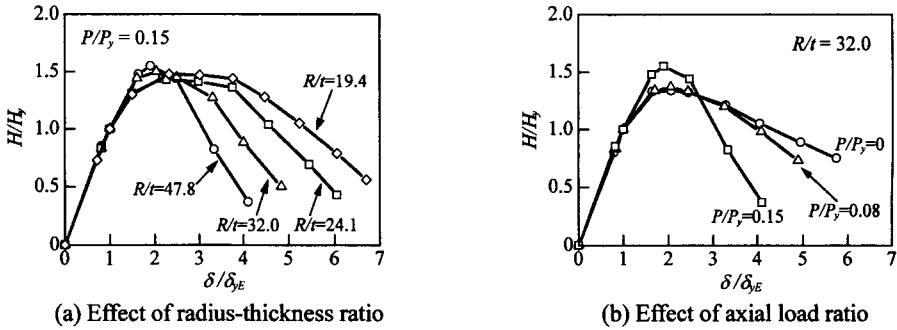 2.0
1.5
1.0
0.5
0
H/Hy
P/Py = 0.15
R/t=19.4
R/t=47.8
R/t=32.0
R/t=24.1
0 1 2 3 4 5 6 7
δ/δyE
(a) Effect of radius-thickness ratio
2.0
1.5
1.0
0.5
0
H/Hy
R/t = 32.0
P/Py=0
P/Py=0.15
P/Py=0.08
0 1 2 3 4 5 6 7
δ/δyE
(b) Effect of axial load ratio